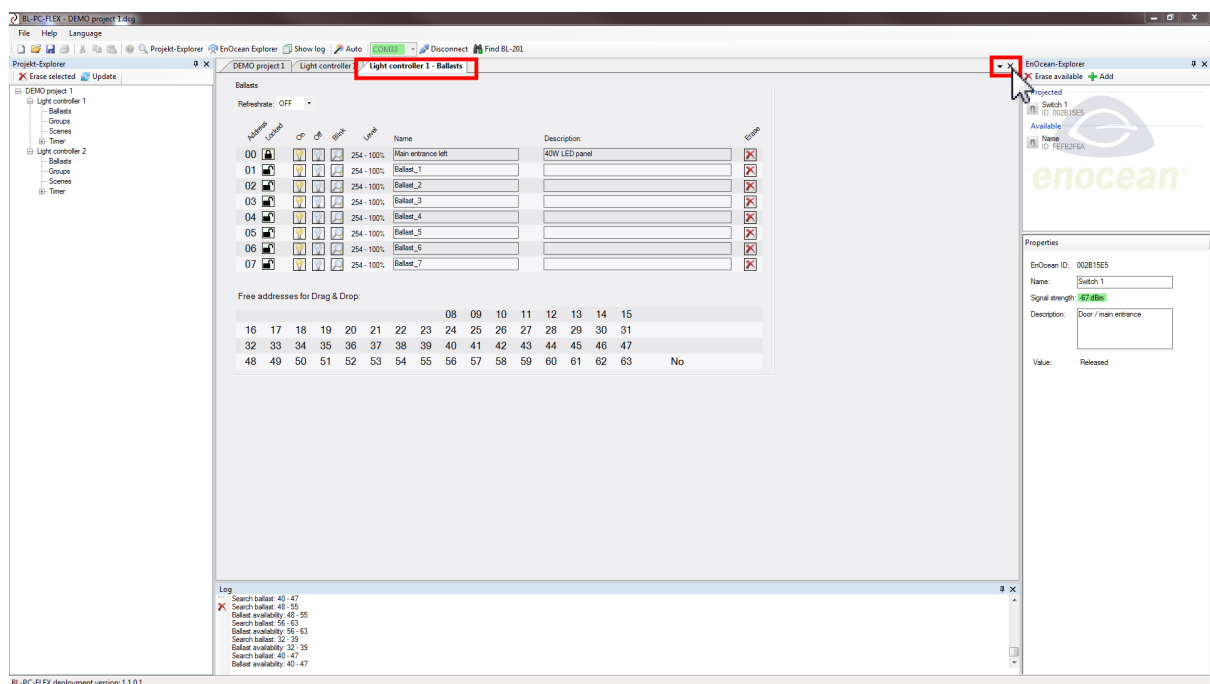 BL-PC-FLEX - DEMO project 1.dcg
File Help Language
Projekt-Explorer EnOcean Explorer Show log Auto COM33 Disconnect Find BL-201
Projekt-Explorer
Erase selected Update
DEMO project 1
Light controller 1
Ballasts
Groups
Scenes
Timer
Light controller 2
Ballasts
Groups
Scenes
Timer
DEMO project 1 Light controller 1 Light controller 1 - Ballasts
Ballasts
Refreshrate: OFF
Address Locked On Off Blink Level Name Description: Erase
00 254 - 100% Main entrance left 40W LED panel
01 254 - 100% Ballast_1
02 254 - 100% Ballast_2
03 254 - 100% Ballast_3
04 254 - 100% Ballast_4
05 254 - 100% Ballast_5
06 254 - 100% Ballast_6
07 254 - 100% Ballast_7
Free addresses for Drag & Drop:
08 09 10 11 12 13 14 15
16 17 18 19 20 21 22 23 24 25 26 27 28 29 30 31
32 33 34 35 36 37 38 39 40 41 42 43 44 45 46 47
48 49 50 51 52 53 54 55 56 57 58 59 60 61 62 63 No
Log
Search ballast: 40 - 47
Search ballast: 48 - 55
Ballast availability: 48 - 55
Search ballast: 56 - 63
Ballast availability: 56 - 63
Search ballast: 32 - 39
Ballast availability: 32 - 39
Search ballast: 40 - 47
Ballast availability: 40 - 47
EnOcean-Explorer
Erase available Add
Projected
Switch 1
ID: 002B15E5
Available
Name
ID: FEFB2F6A
enocean®
Properties
EnOcean ID: 002B15E5
Name: Switch 1
Signal strength: -67 dBm
Description: Door / main entrance
Value: Released
BL-PC-FLEX deployment version: 1.1.0.1